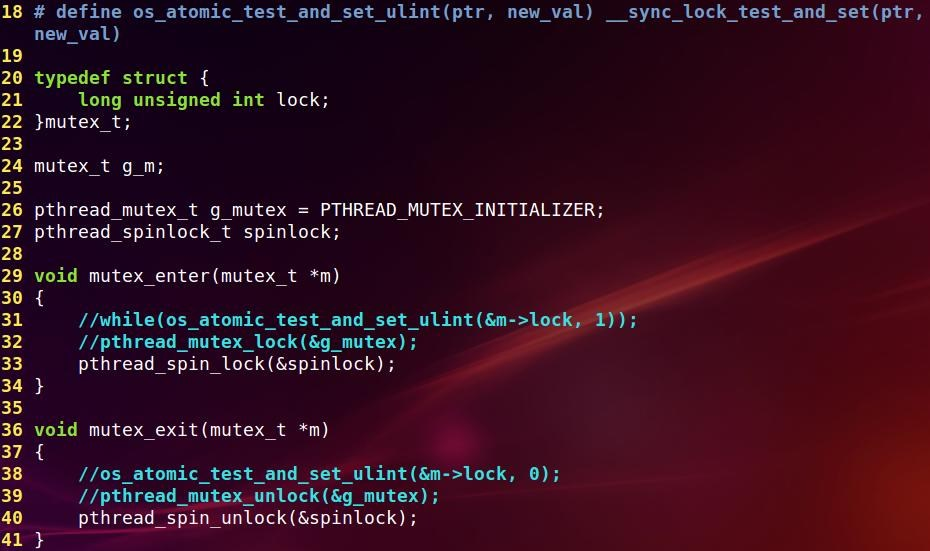 18 # define os_atomic_test_and_set_ulint(ptr, new_val) __sync_lock_test_and_set(ptr,
new_val)
19
20 typedef struct {
21     long unsigned int lock;
22 }mutex_t;
23
24 mutex_t g_m;
25
26 pthread_mutex_t g_mutex = PTHREAD_MUTEX_INITIALIZER;
27 pthread_spinlock_t spinlock;
28
29 void mutex_enter(mutex_t *m)
30 {
31     //while(os_atomic_test_and_set_ulint(&m->lock, 1));
32     //pthread_mutex_lock(&g_mutex);
33     pthread_spin_lock(&spinlock);
34 }
35
36 void mutex_exit(mutex_t *m)
37 {
38     //os_atomic_test_and_set_ulint(&m->lock, 0);
39     //pthread_mutex_unlock(&g_mutex);
40     pthread_spin_unlock(&spinlock);
41 }